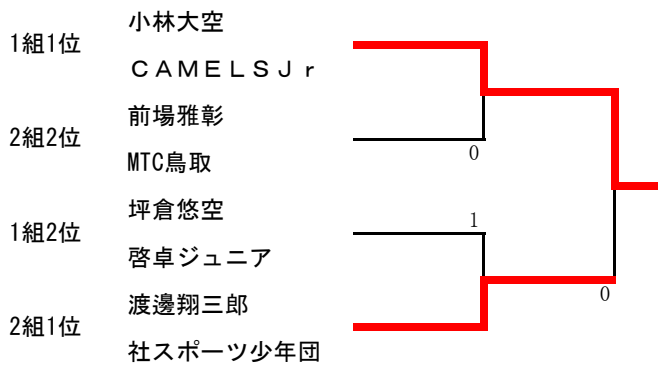 小林大空
1組1位
ＣＡＭＥＬＳＪｒ
前場雅彰
2組2位
MTC鳥取
0
坪倉悠空
1組2位
1
啓卓ジュニア
渡邊翔三郎
0
2組1位
社スポーツ少年団